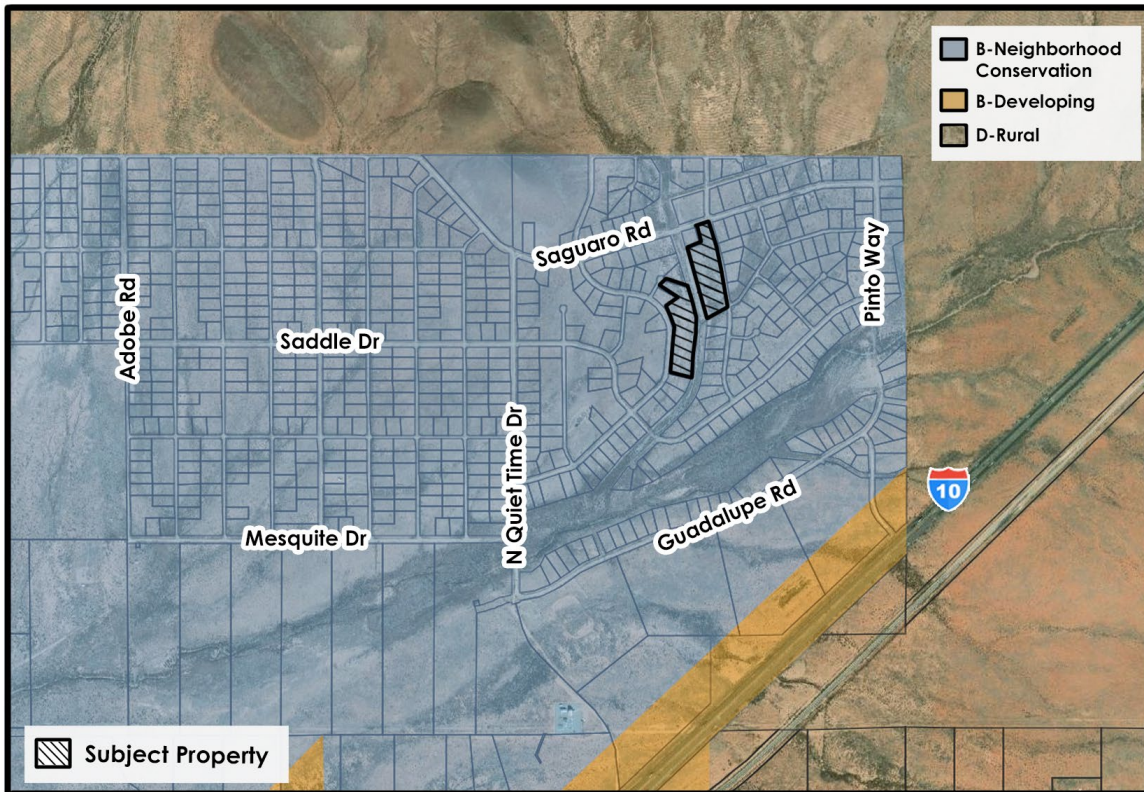 B-Neighborhood
Conservation
B-Developing
D-Rural
Saguaro Rd
Pinto Way
Adobe Rd
Saddle Dr
N Quiet Time Dr
10
Guadalupe Rd
Mesquite Dr
Subject Property